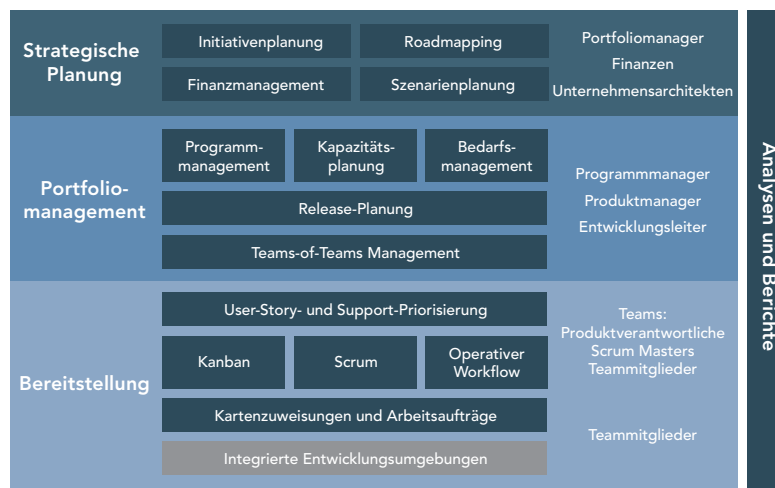 Strategische
Planung
Initiativenplanung
Roadmapping
Finanzmanagement
Szenarienplanung
Portfoliomanager
Finanzen
Unternehmensarchitekten
Portfolio-
management
Programm-
management
Kapazitäts-
planung
Bedarfs-
management
Release-Planung
Teams-of-Teams Management
Programmmanager
Produktmanager
Entwicklungsleiter
Bereitstellung
User-Story- und Support-Priorisierung
Kanban
Scrum
Operativer
Workflow
Kartenzuweisungen und Arbeitsaufträge
Integrierte Entwicklungsumgebungen
Teams:
Produktverantwortliche
Scrum Masters
Teammitglieder
Teammitglieder
Analysen und Berichte